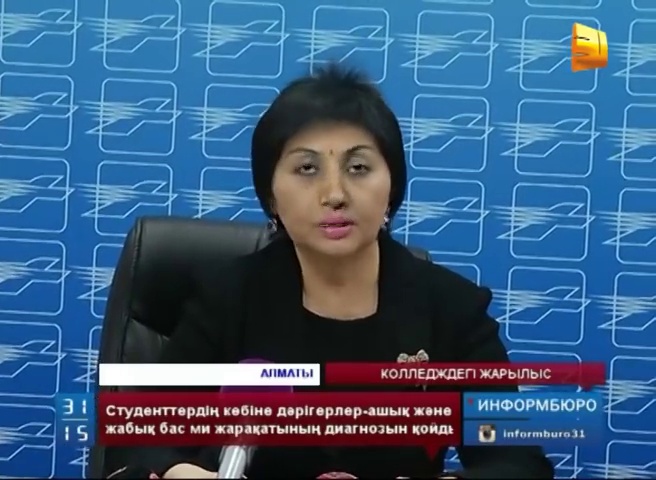 АЛМАТЫ
КОЛЛЕДЖДЕГІ ЖАРЫЛЫС
31
15
Студенттердің көбіне дәрігерлер-ашық және
жабық бас ми жарақатының диагнозын қойды
ИНФОРМБЮРО
informburo31